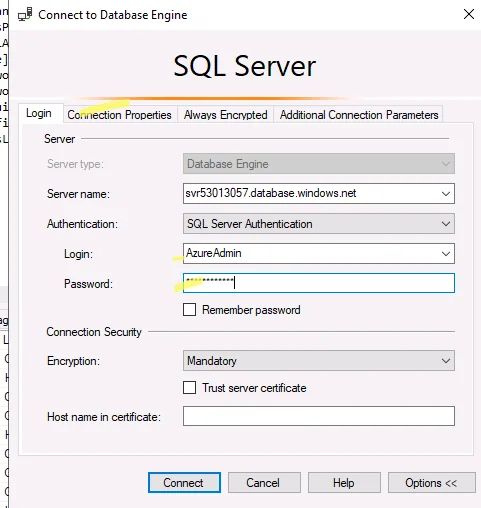 Connect to Database Engine
SQL Server
Login Connection Properties Always Encrypted Additional Connection Parameters
Server
Server type: Database Engine
Server name: svr53013057.database.windows.net
Authentication: SQL Server Authentication
Login: AzureAdmin
Password: ************
Remember password
Connection Security
Encryption: Mandatory
Trust server certificate
Host name in certificate:
Connect Cancel Help Options <<